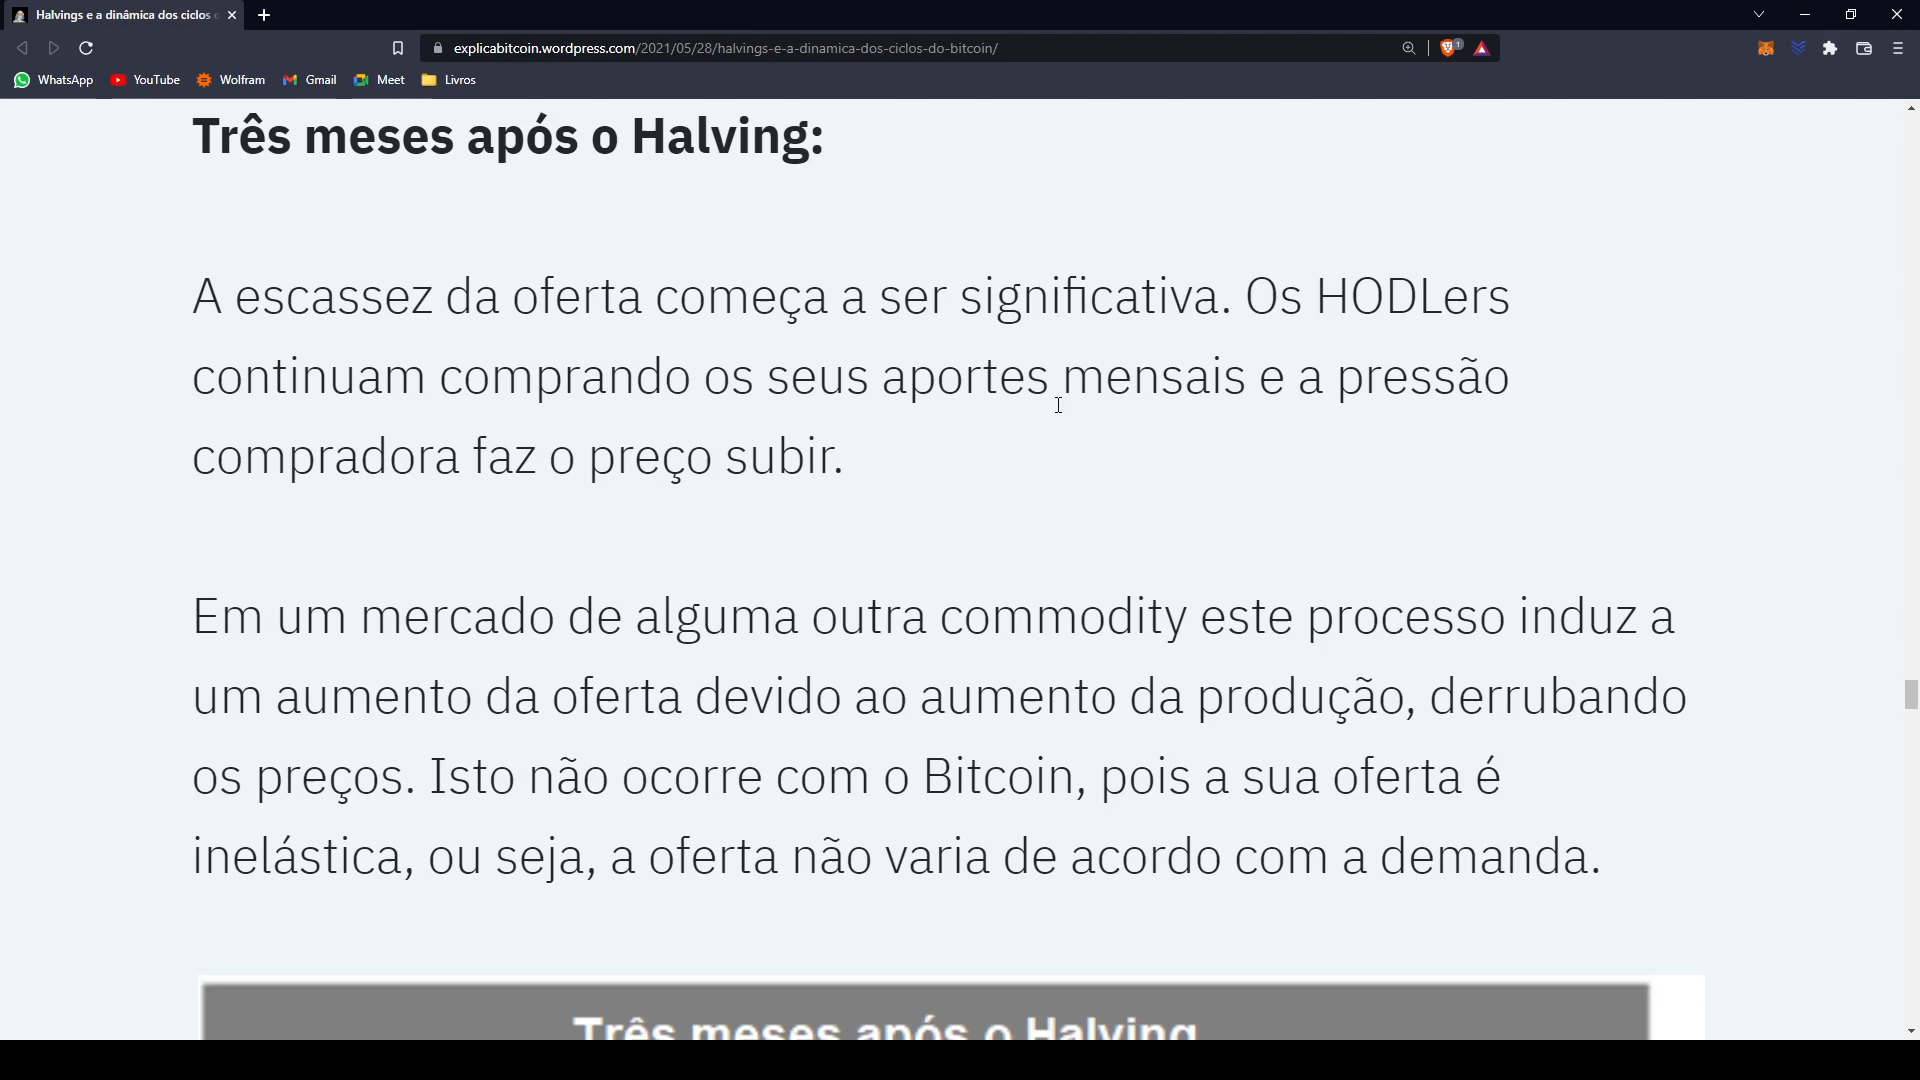 Halvings e a dinâmica dos ciclos
explicabitcoin.wordpress.com/2021/05/28/halvings-e-a-dinamica-dos-ciclos-do-bitcoin/
1
WhatsApp
YouTube
Wolfram
Gmail
Meet
Livros
Três meses após o Halving:
A escassez da oferta começa a ser significativa. Os HODLers
continuam comprando os seus aportes mensais e a pressão
compradora faz o preço subir.
Em um mercado de alguma outra commodity este processo induz a
um aumento da oferta devido ao aumento da produção, derrubando
os preços. Isto não ocorre com o Bitcoin, pois a sua oferta é
inelástica, ou seja, a oferta não varia de acordo com a demanda.
Três meses após o Halving